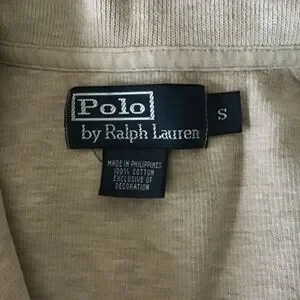 Polo
by Ralph Lauren
S
MADE IN PHILIPPINES
100% COTTON
EXCLUSIVE OF
DECORATION